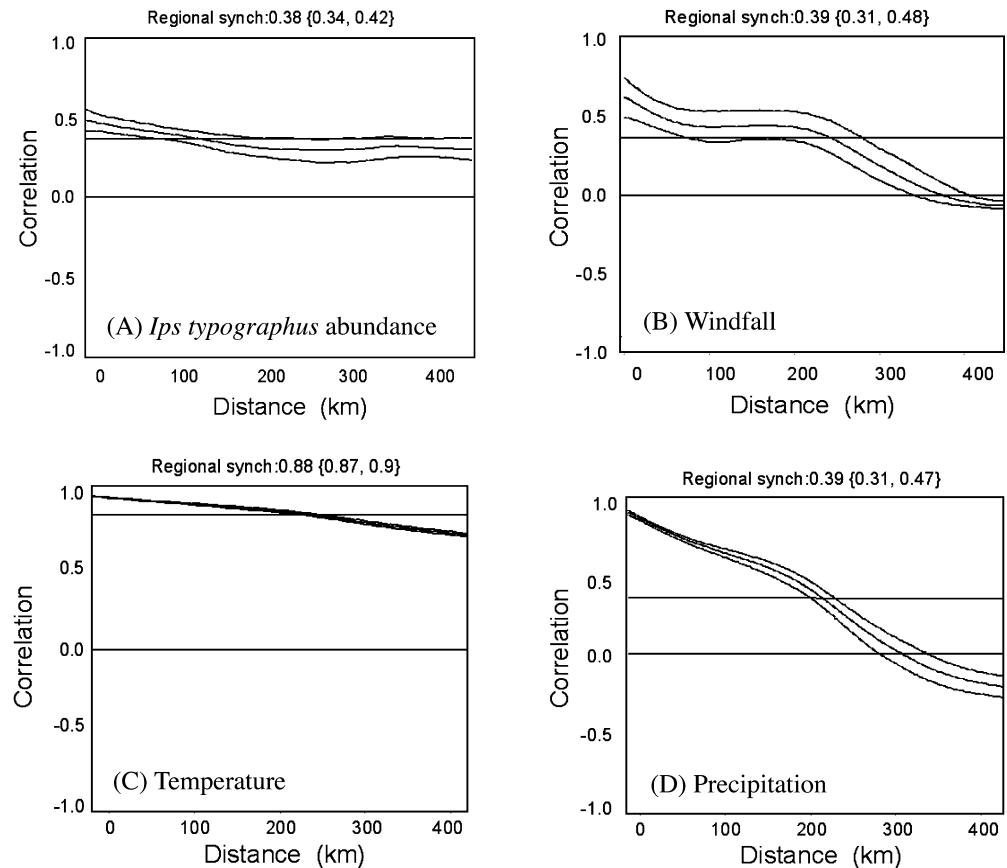 Regional synch:0.38 {0.34, 0.42}
1.0
0.5
0.0
-0.5
-1.0
Correlation
(A) Ips typographus abundance
0 100 200 300 400
Distance (km)
Regional synch:0.39 {0.31, 0.48}
1.0
0.5
0.0
-0.5
-1.0
Correlation
(B) Windfall
0 100 200 300 400
Distance (km)
Regional synch:0.88 {0.87, 0.9}
1.0
0.5
0.0
-0.5
-1.0
Correlation
(C) Temperature
0 100 200 300 400
Distance (km)
Regional synch:0.39 {0.31, 0.47}
1.0
0.5
0.0
-0.5
-1.0
Correlation
(D) Precipitation
0 100 200 300 400
Distance (km)